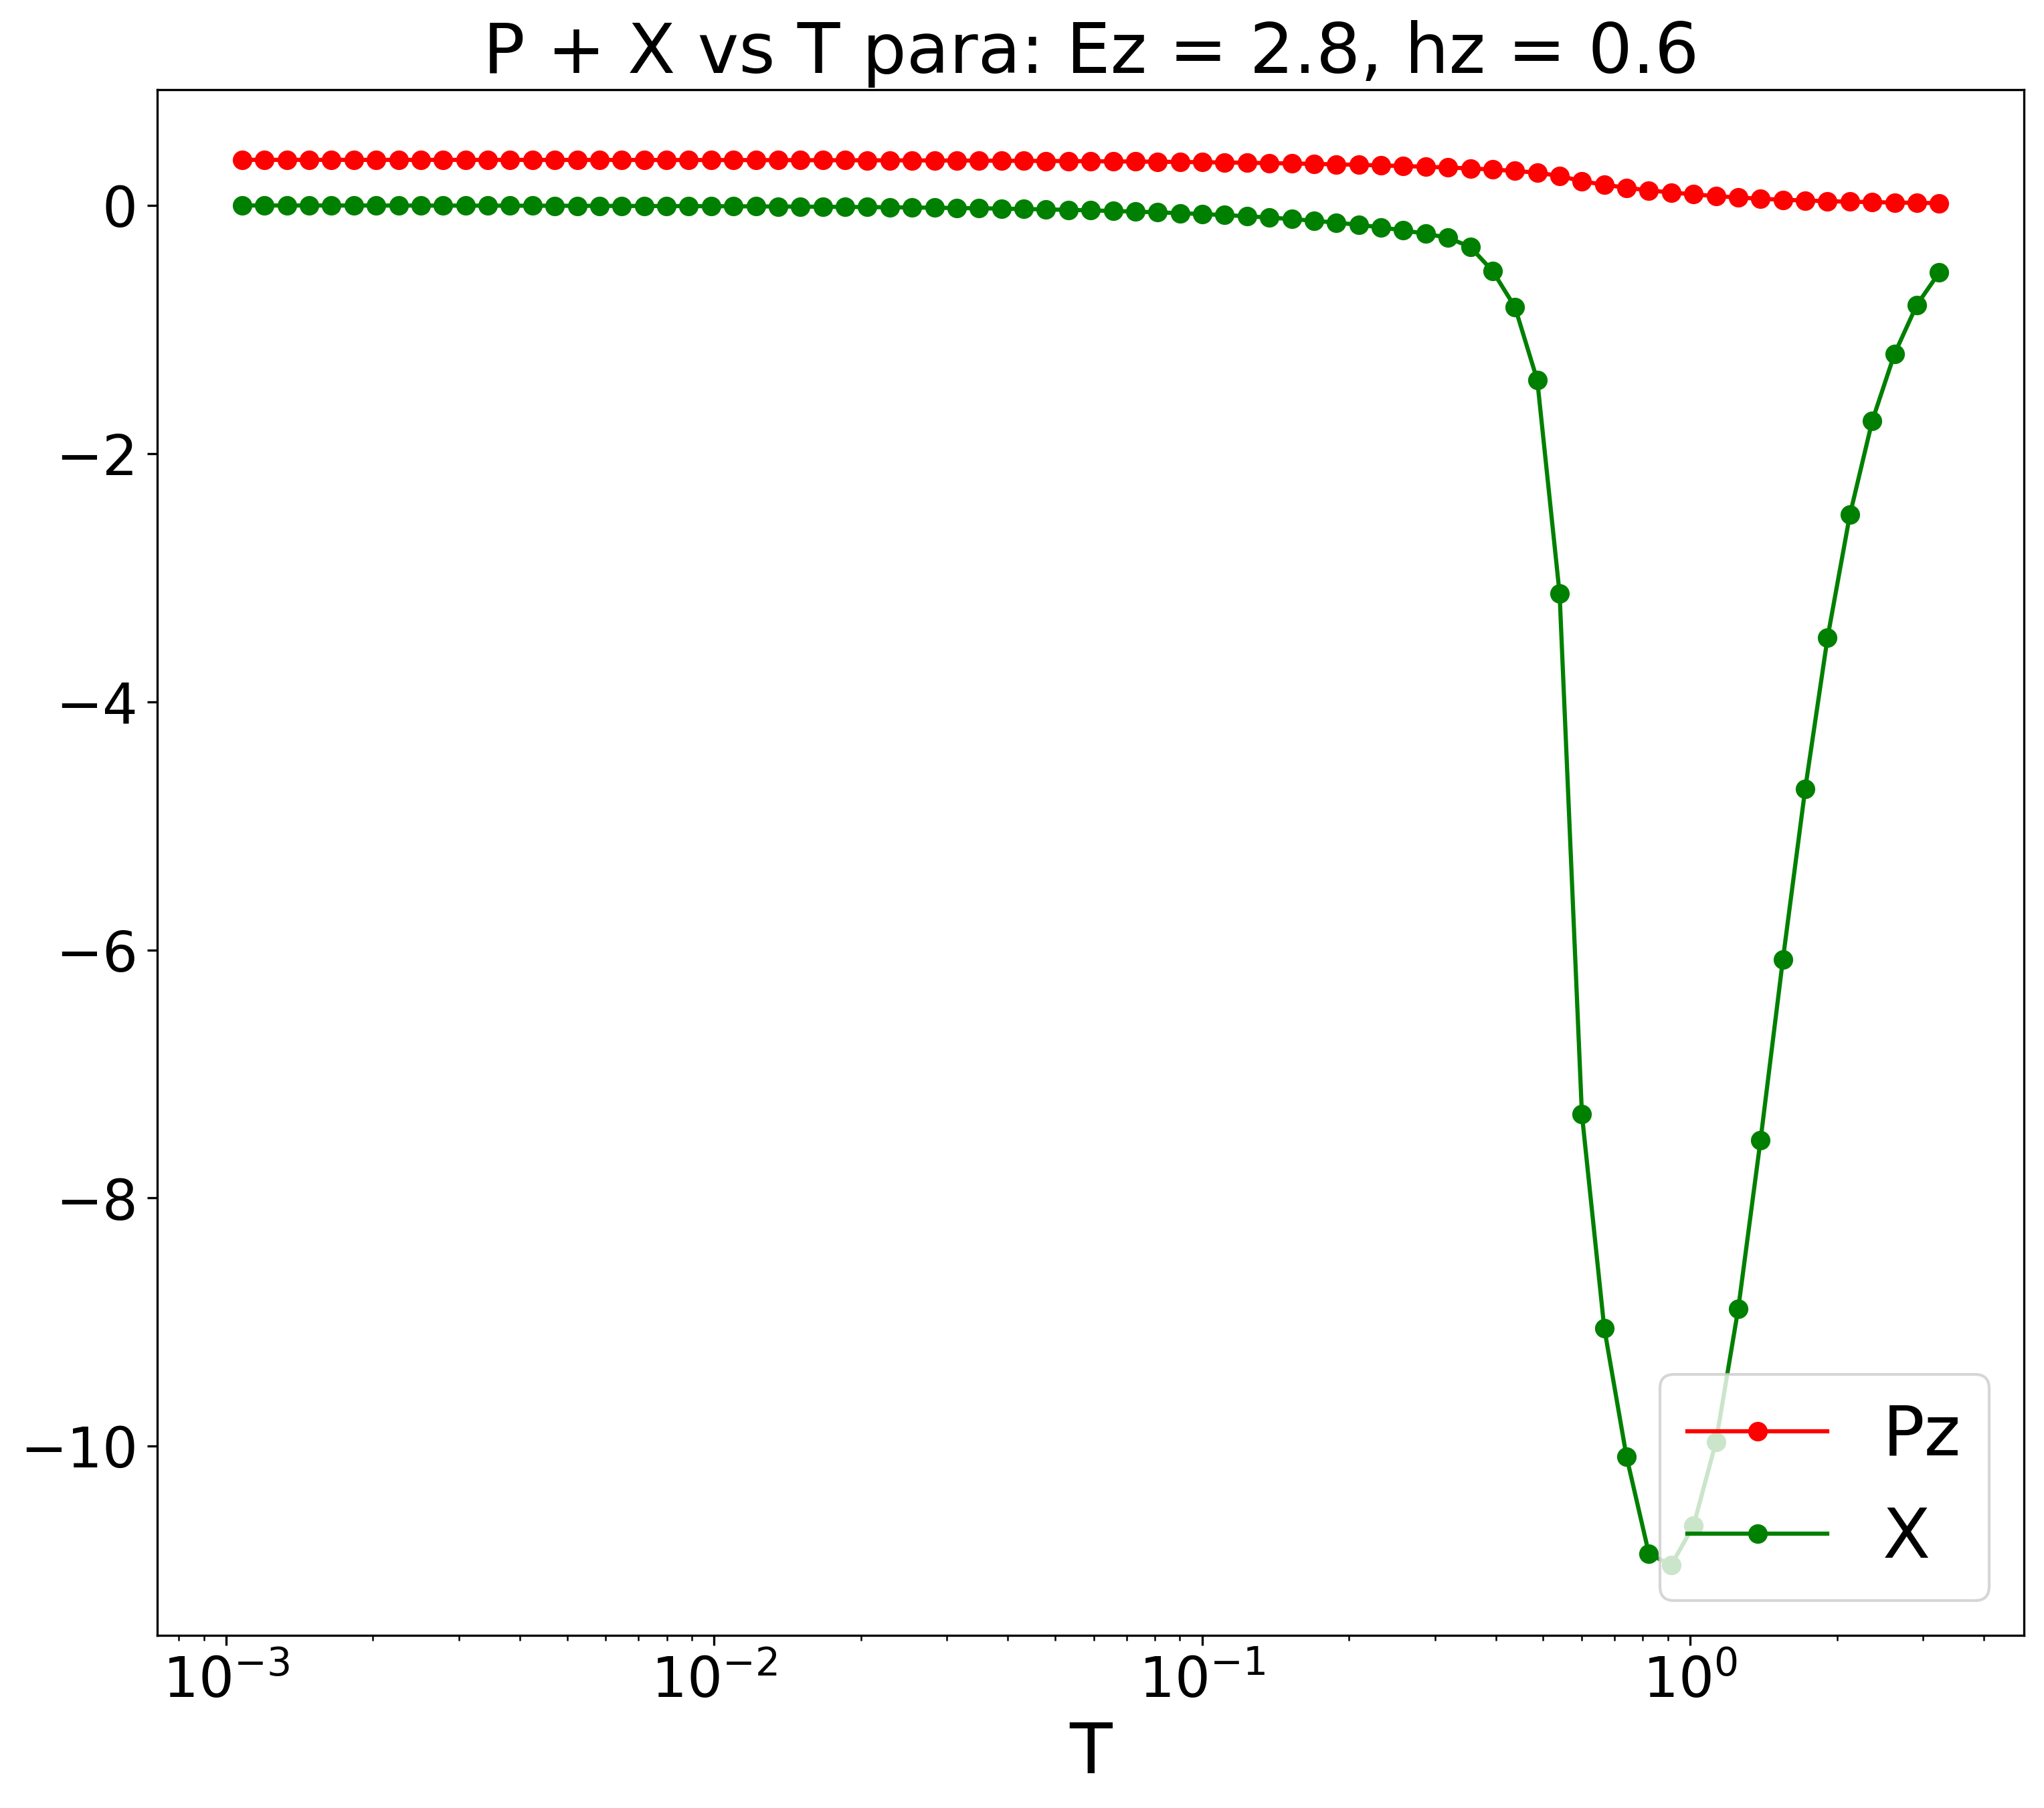 P + X vs T para: Ez = 2.8, hz = 0.6
0
−2
−4
−6
−8
−10
Pz
X
10⁻³ 10⁻² 10⁻¹ 10⁰
T